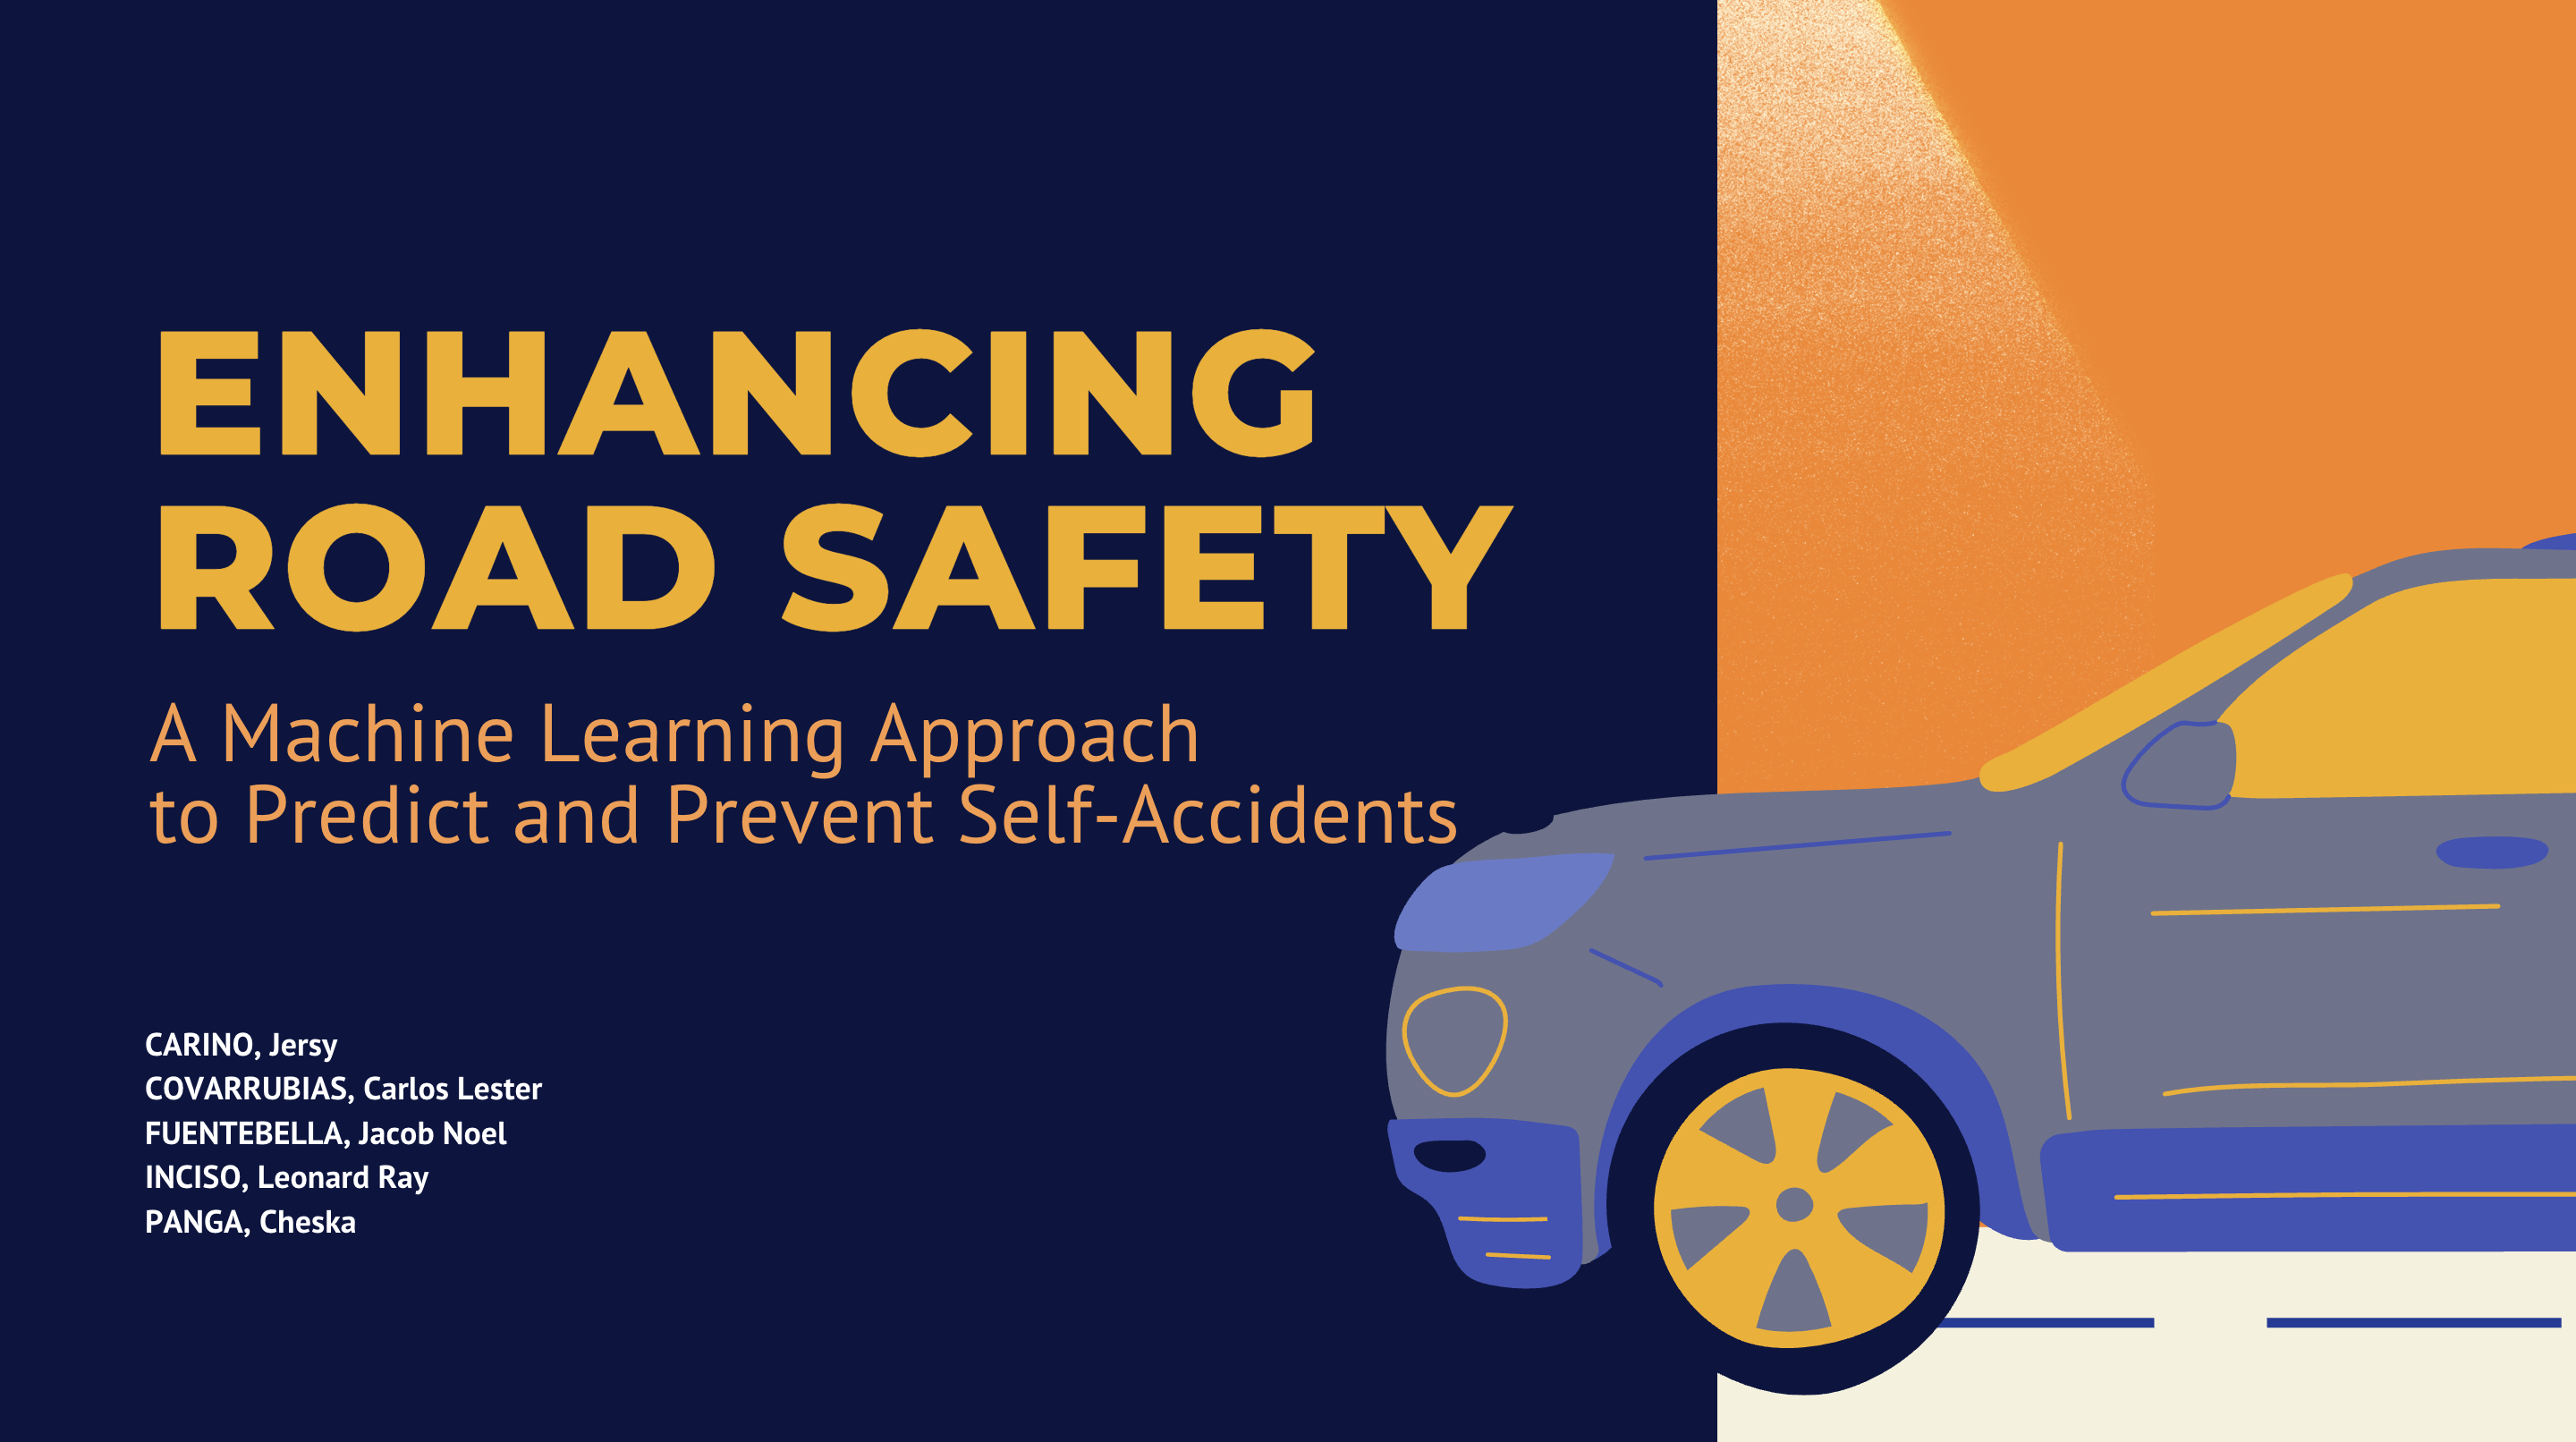 ENHANCING
ROAD SAFETY
A Machine Learning Approach
to Predict and Prevent Self-Accidents
CARINO, Jersy
COVARRUBIAS, Carlos Lester
FUENTEBELLA, Jacob Noel
INCISO, Leonard Ray
PANGA, Cheska